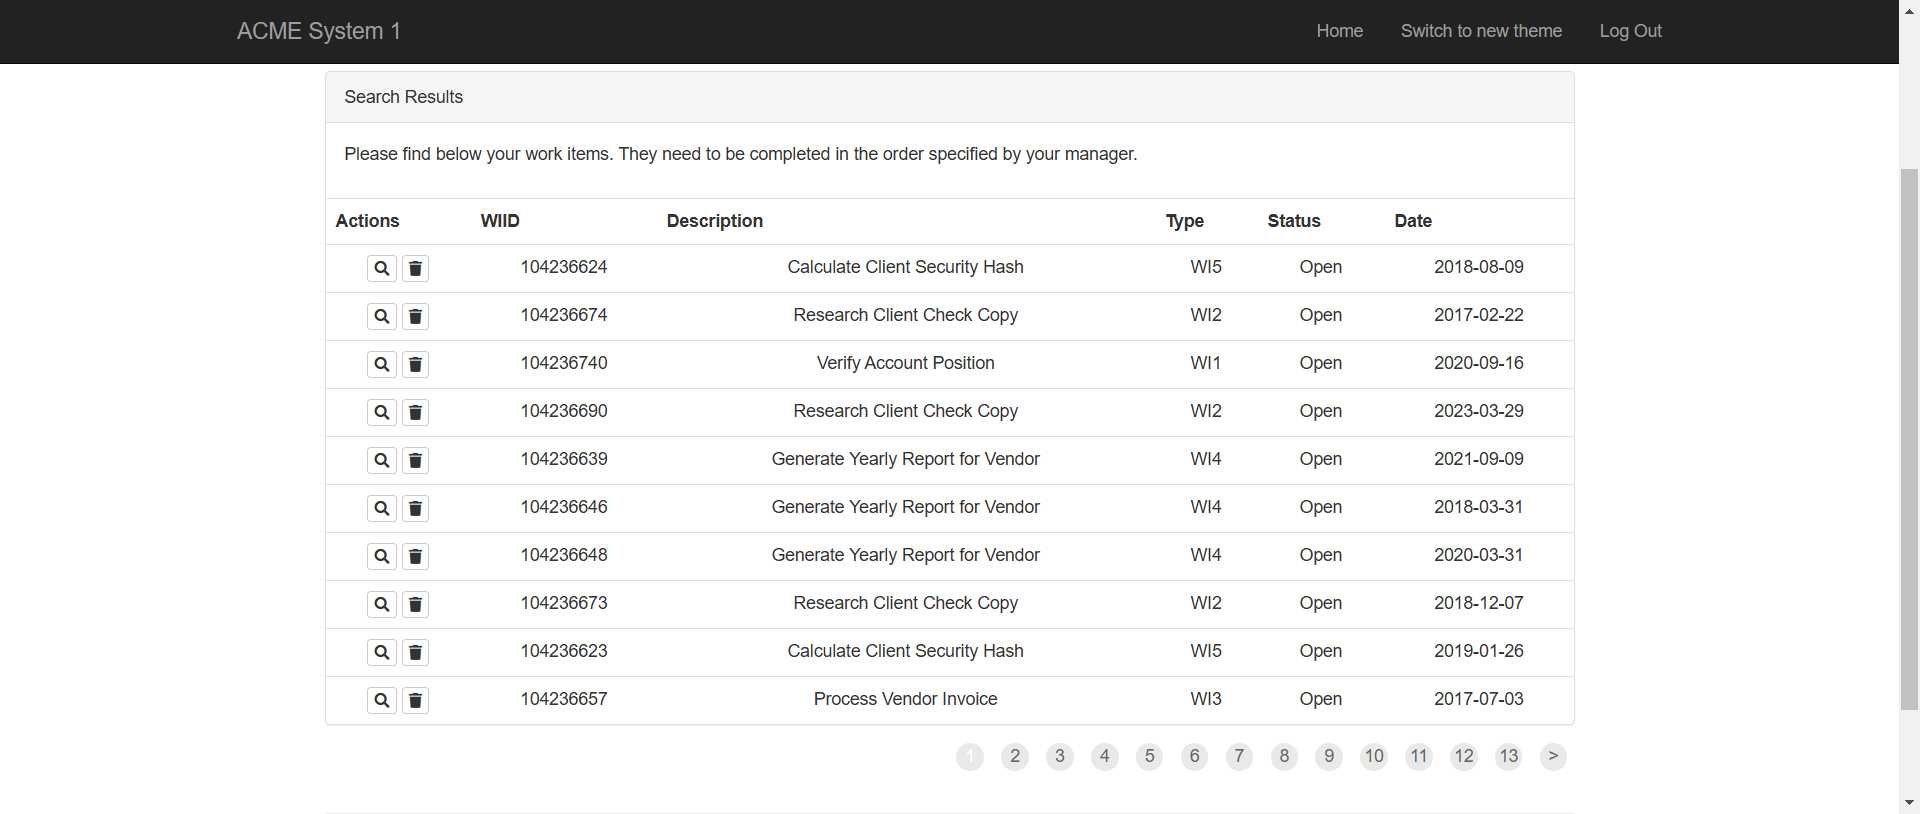 ACME System 1 Home Switch to new theme Log Out
Search Results
Please find below your work items. They need to be completed in the order specified by your manager.
Actions WIID Description Type Status Date
104236624 Calculate Client Security Hash WI5 Open 2018-08-09
104236674 Research Client Check Copy WI2 Open 2017-02-22
104236740 Verify Account Position WI1 Open 2020-09-16
104236690 Research Client Check Copy WI2 Open 2023-03-29
104236639 Generate Yearly Report for Vendor WI4 Open 2021-09-09
104236646 Generate Yearly Report for Vendor WI4 Open 2018-03-31
104236648 Generate Yearly Report for Vendor WI4 Open 2020-03-31
104236673 Research Client Check Copy WI2 Open 2018-12-07
104236623 Calculate Client Security Hash WI5 Open 2019-01-26
104236657 Process Vendor Invoice WI3 Open 2017-07-03
1 2 3 4 5 6 7 8 9 10 11 12 13 >